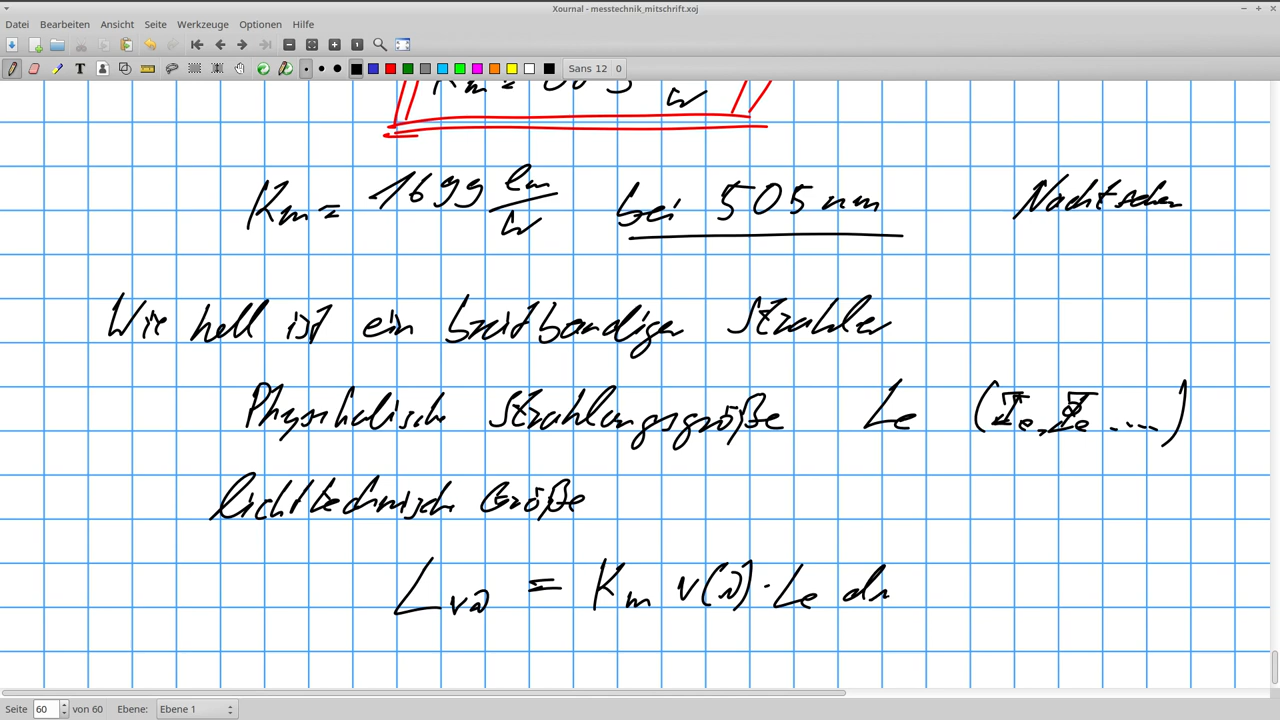 Xournal - messtechnik_mitschrift.xoj
Datei Bearbeiten Ansicht Seite Werkzeuge Optionen Hilfe
Sans 12 0
Km = 1699 lm/W bei 505 nm Nachtsehen
Wie hell ist ein breitbandiger Strahler
Physikalisch Strahlungsgröße Le (Ie, Φe ....)
lichttechnisch Größe
Lvλ = Km v(λ) · Le dλ
Seite 60 von 60 Ebene: Ebene 1